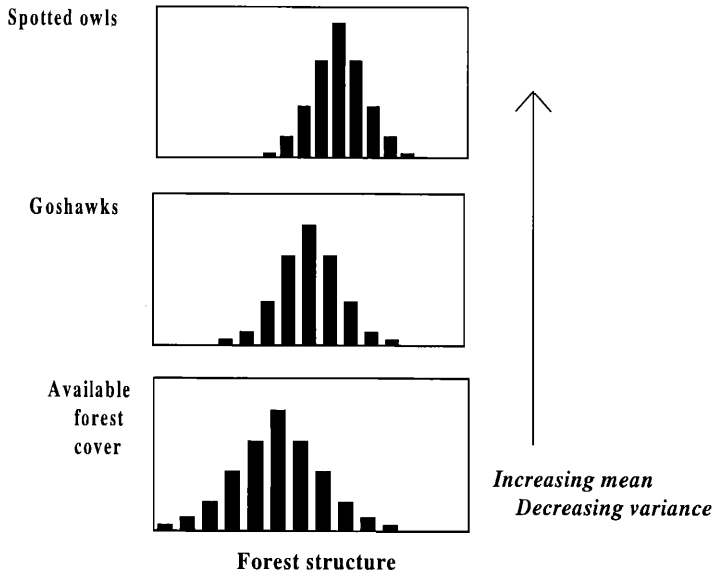 Spotted owls
Goshawks
Available
forest
cover
Increasing mean
Decreasing variance
Forest structure